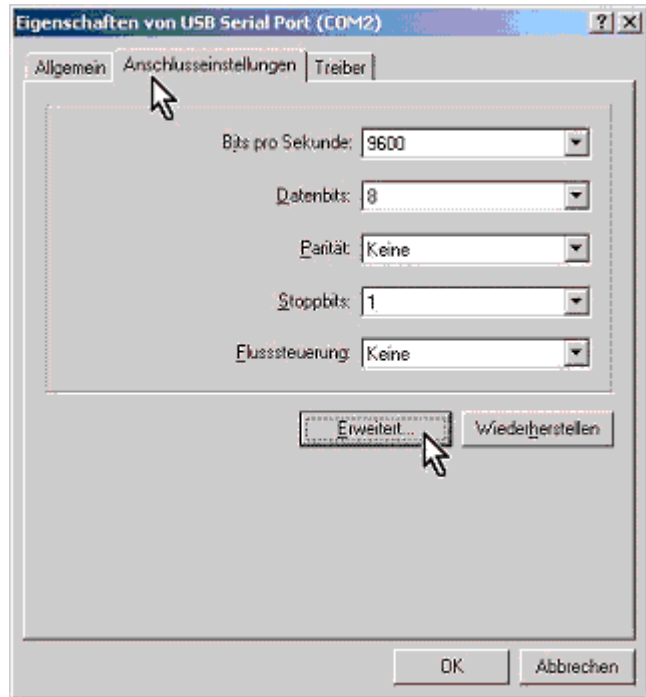 Eigenschaften von USB Serial Port (COM2)
Allgemein Anschlusseinstellungen Treiber
Bits pro Sekunde: 9600
Datenbits: 8
Parität: Keine
Stoppbits: 1
Flusssteuerung: Keine
Erweitert... Wiederherstellen
OK Abbrechen